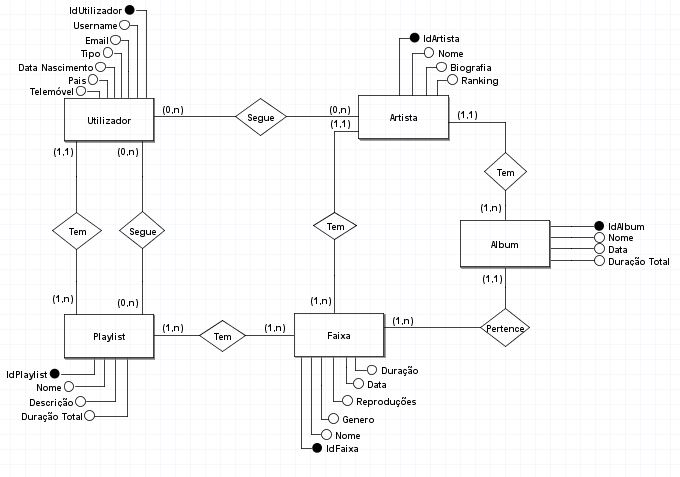 IdUtilizador
Username
Email
Tipo
Data Nascimento
Pais
Telemóvel
IdArtista
Nome
Biografia
Ranking
Utilizador
(0,n)
Segue
(0,n)
Artista
(1,1)
(1,1)
(1,1)
(0,n)
Tem
(1,n)
Tem
Segue
Tem
Album
IdAlbum
Nome
Data
Duração Total
(1,1)
(1,n)
(0,n)
(1,n)
Playlist
(1,n)
Tem
(1,n)
Faixa
(1,n)
Pertence
IdPlaylist
Nome
Descrição
Duração Total
Duração
Data
Reproduções
Genero
Nome
IdFaixa